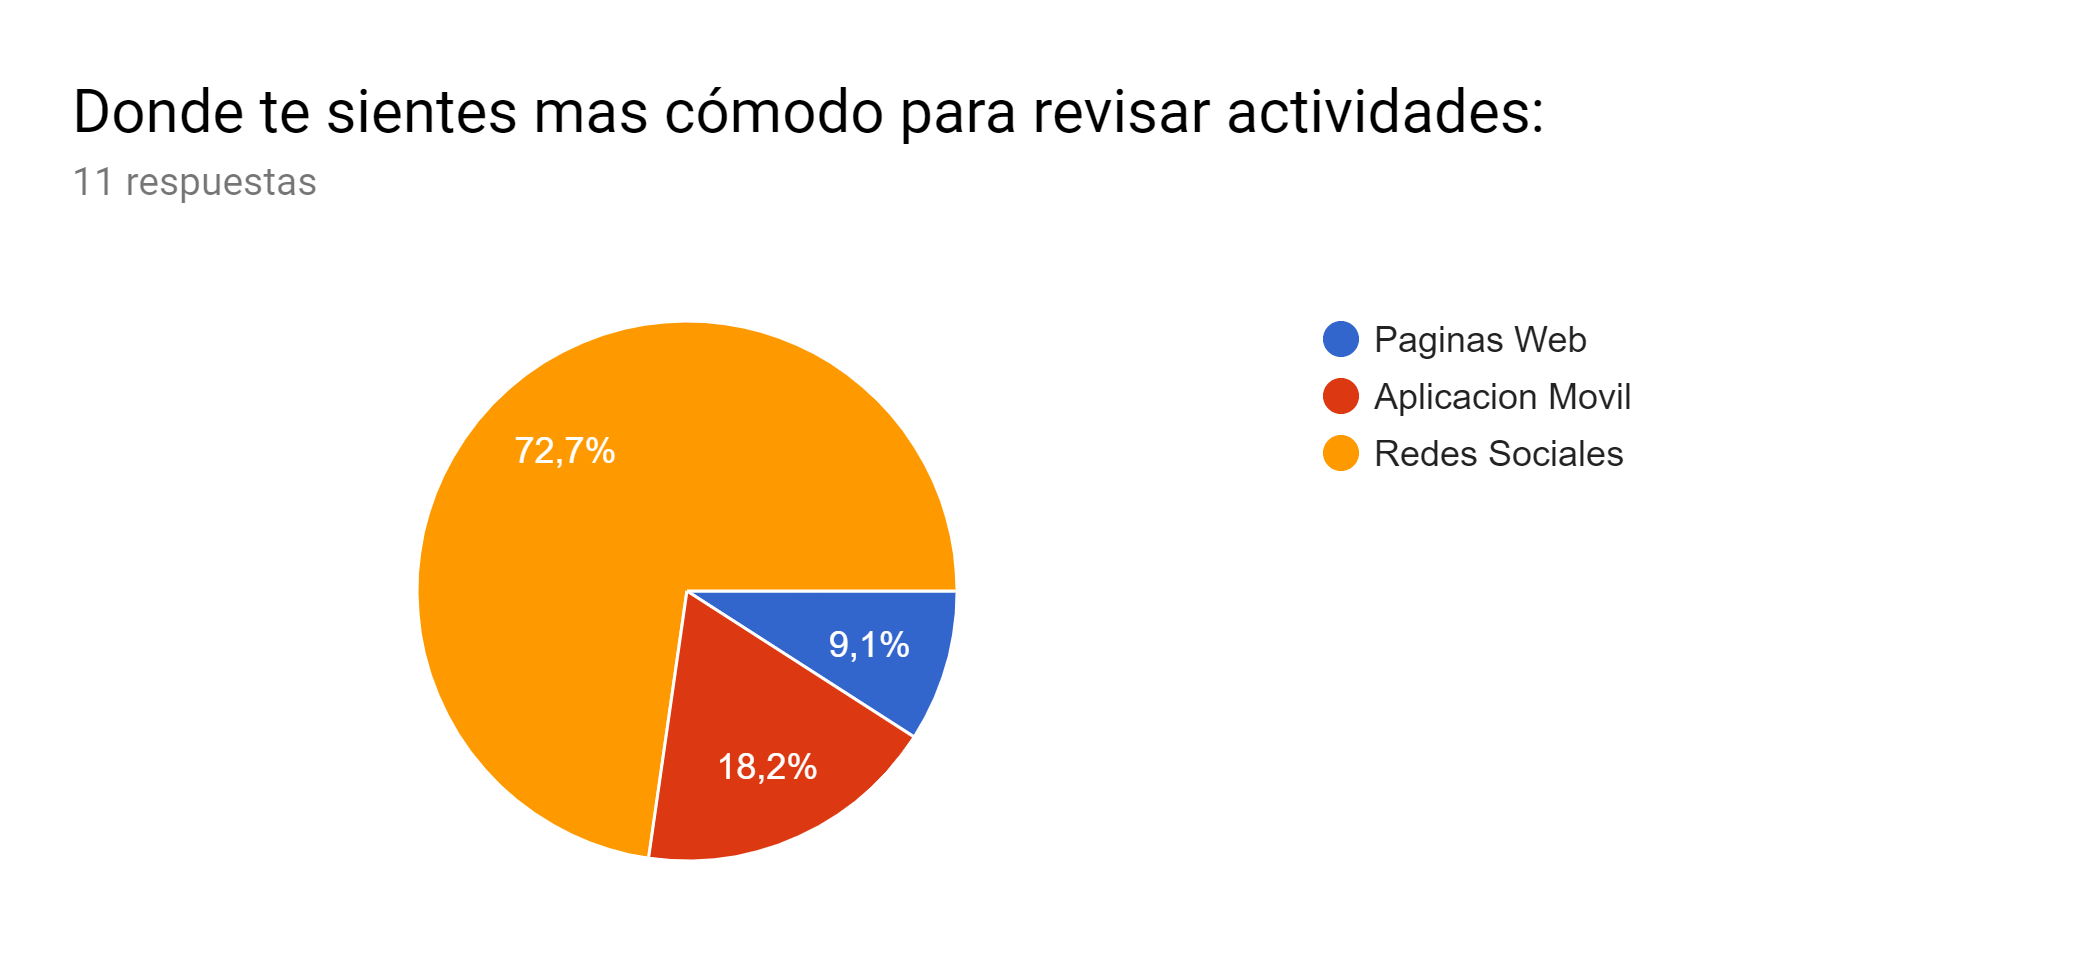 Donde te sientes mas cómodo para revisar actividades:
11 respuestas
Paginas Web
Aplicacion Movil
Redes Sociales
72,7%
9,1%
18,2%